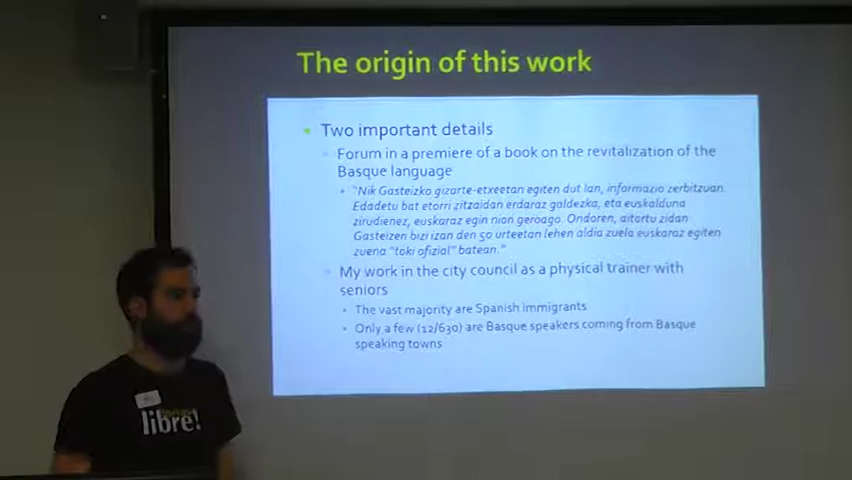 The origin of this work
• Two important details
Forum in a premiere of a book on the revitalization of the
Basque language
• "Nik Gasteizko gizarte-etxeetan egiten dut lan, informazio zerbitzuan.
Edadetu bat etorri zitzaidan erdaraz galdezka, eta euskalduna
zirudienez, euskaraz egin nion geroago. Ondoren, aitortu zidan
Gasteizen bizi izan den 50 urteetan lehen aldia zuela euskaraz egiten
zuena "toki ofizial" batean."
My work in the city council as a physical trainer with
seniors
• The vast majority are Spanish immigrants
• Only a few (12/630) are Basque speakers coming from Basque
speaking towns
libre!